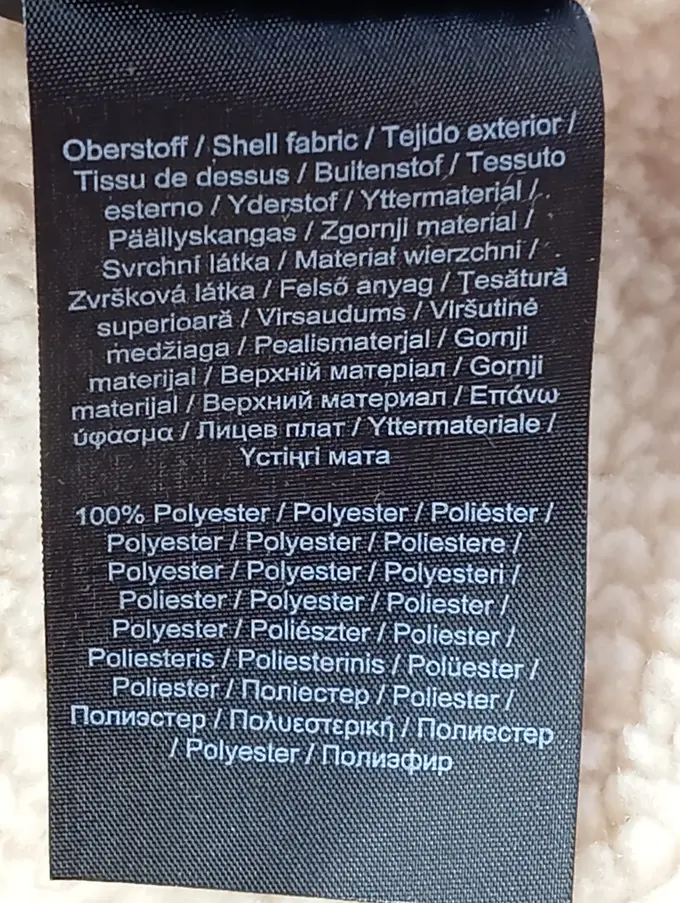 Oberstoff / Shell fabric / Tejido exterior /
Tissu de dessus / Buitenstof / Tessuto
esterno / Yderstof / Yttermaterial /
Päällyskangas / Zgornji material /
Svrchní látka / Materiał wierzchni /
Zvršková látka / Felső anyag / Țesătură
superioară / Virsaudums / Viršutinė
medžiaga / Pealismaterjal / Gornji
materijal / Верхній матеріал / Gornji
materijal / Верхний материал / Επάνω
ύφασμα / Лицев плат / Yttermateriale /
Үстіңгі мата
100% Polyester / Polyester / Poliéster /
Polyester / Polyester / Poliestere /
Polyester / Polyester / Polyesteri /
Poliester / Polyester / Poliester /
Polyester / Poliészter / Poliester /
Poliesteris / Poliesterinis / Polüester /
Poliester / Поліестер / Poliester /
Полиэстер / Πολυεστερική / Полиестер
/ Polyester / Полиэфир